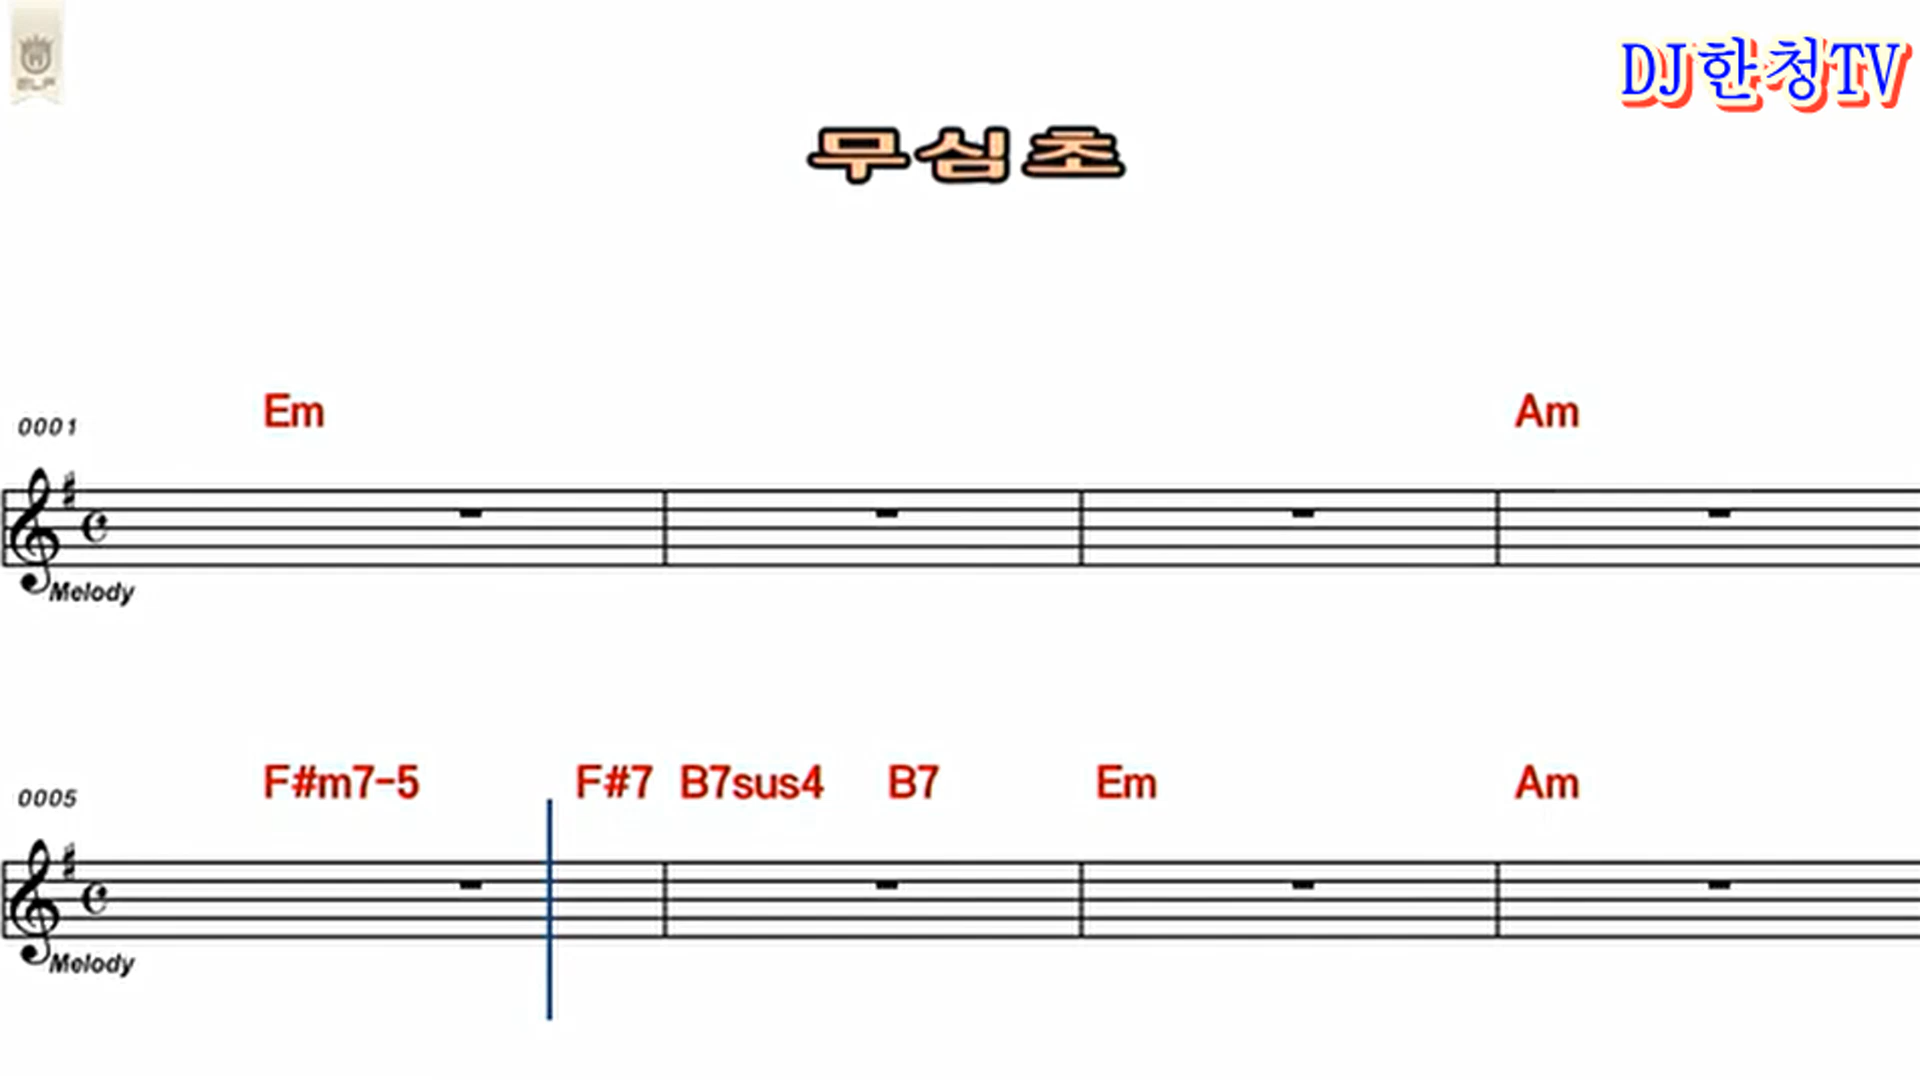 ELF
DJ한청TV
무심초
Em Am
0001
Melody
F#m7-5 F#7 B7sus4 B7 Em Am
0005
Melody